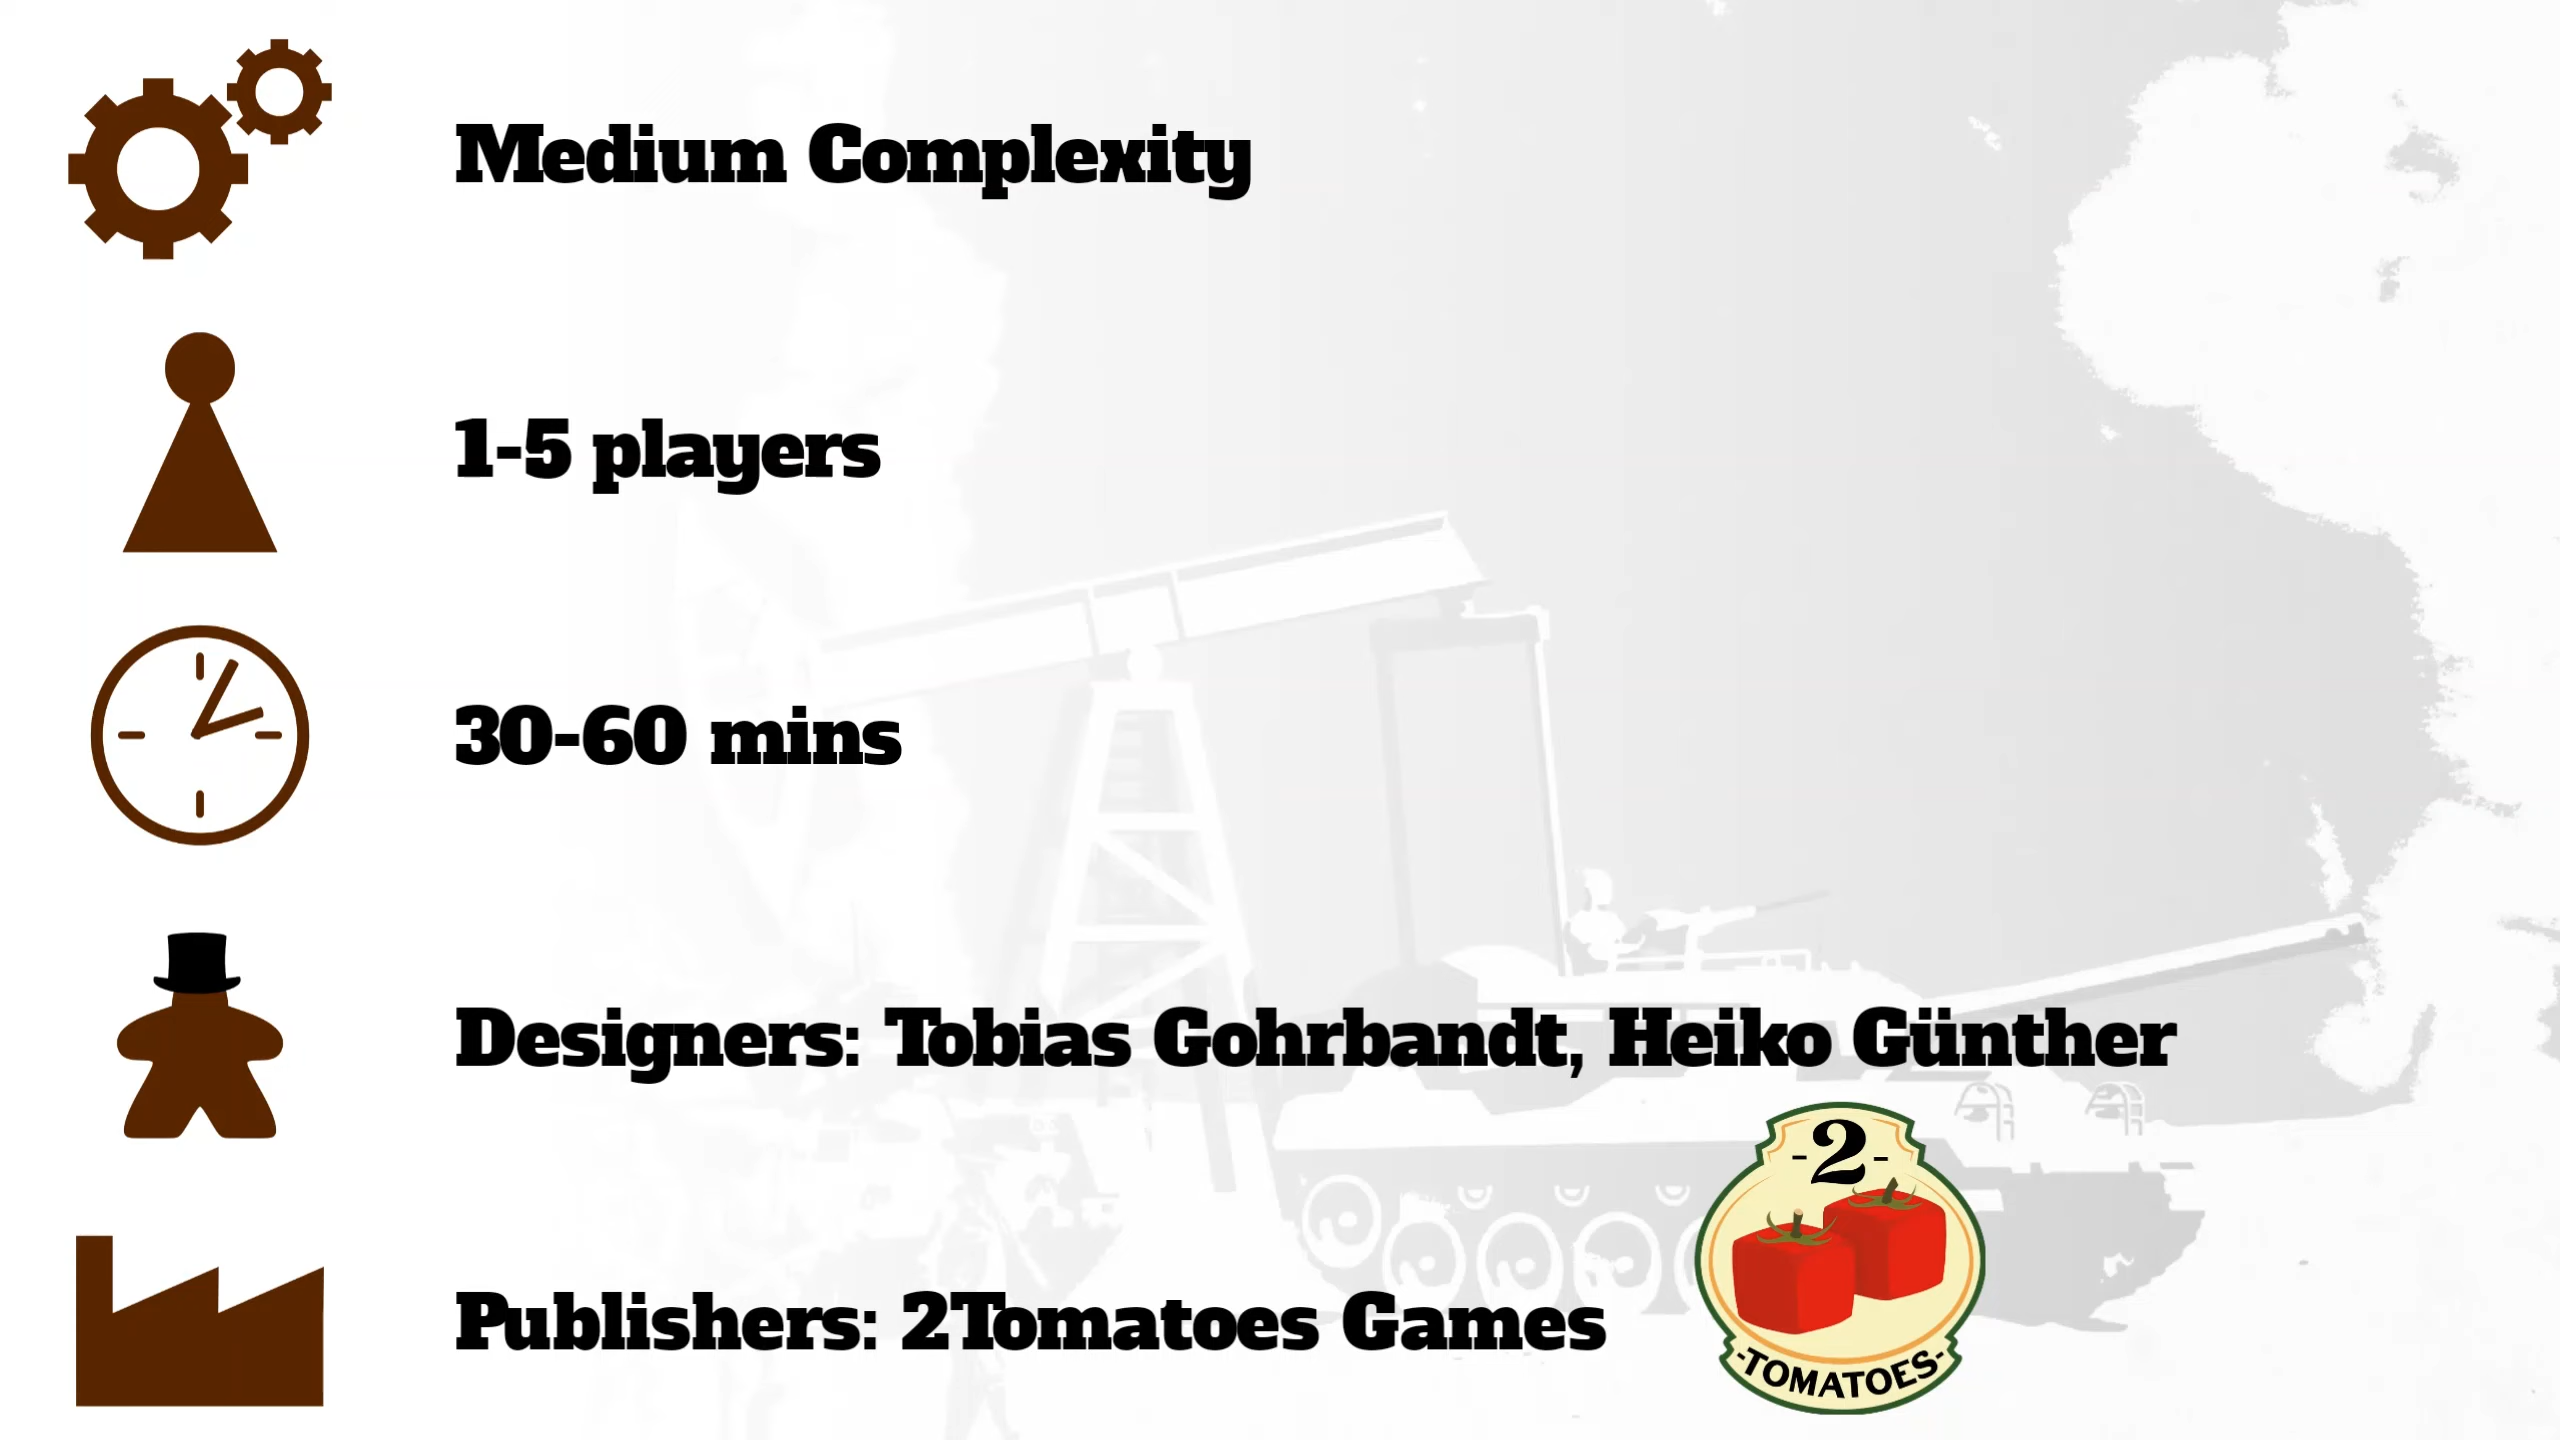 Medium Complexity
1-5 players
30-60 mins
Designers: Tobias Gohrbandt, Heiko Günther
Publishers: 2Tomatoes Games
-2-
-TOMATOES-